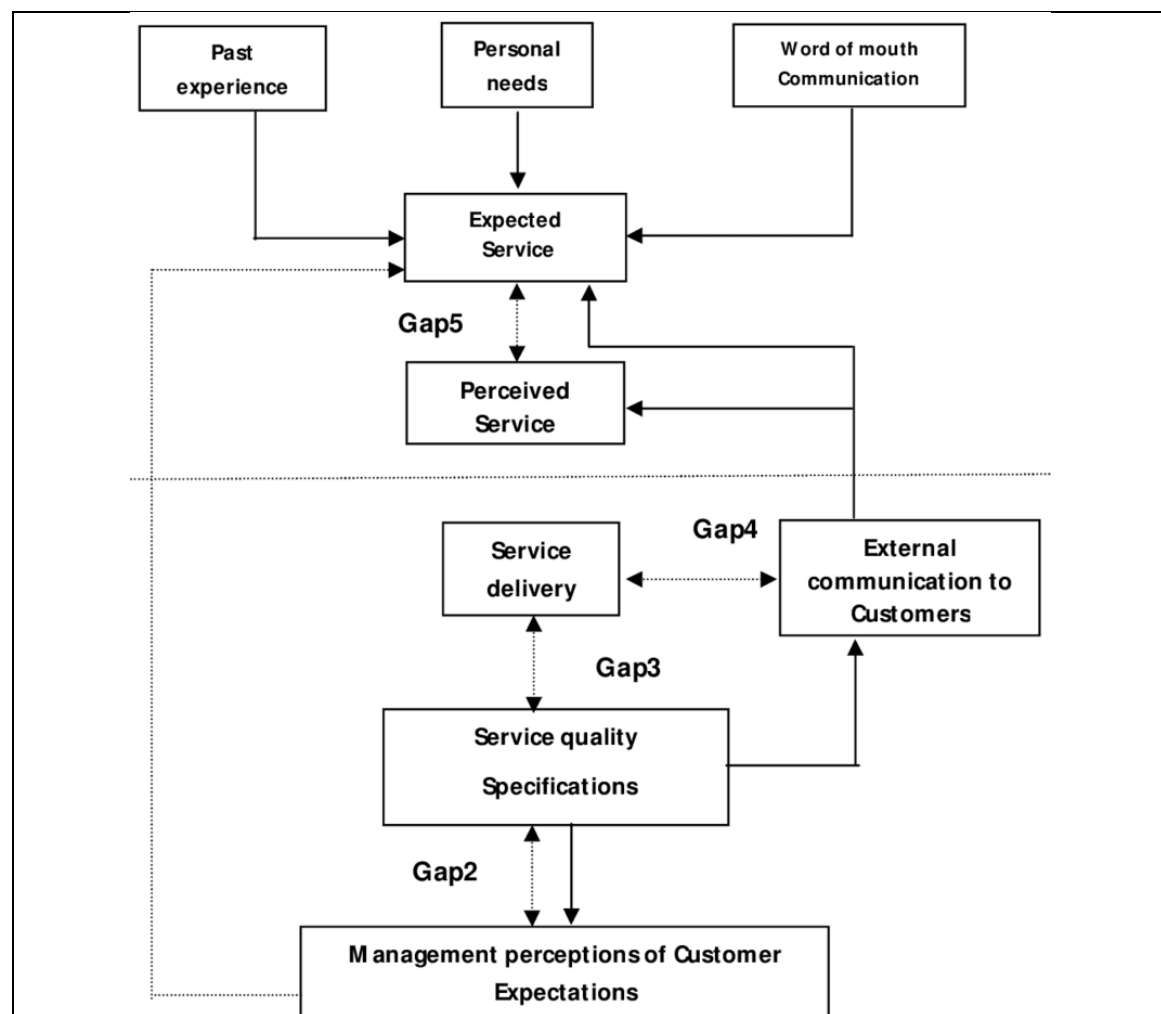 Past
experience
Personal
needs
Word of mouth
Communication
Expected
Service
Gap5
Perceived
Service
Gap4
Service
delivery
External
communication to
Customers
Gap3
Service quality
Specifications
Gap2
Management perceptions of Customer
Expectations